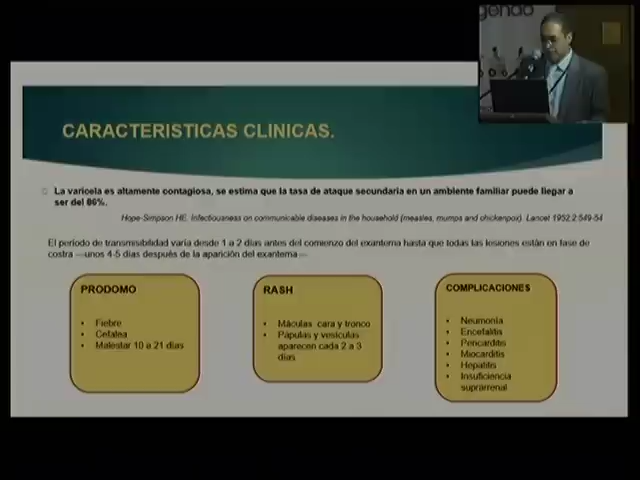 CARACTERISTICAS CLINICAS.
La varicela es altamente contagiosa, se estima que la tasa de ataque secundaria en un ambiente familiar puede llegar a
ser del 86%.
Hope-Simpson HE. Infectiousness on communicable diseases in the household (measles, mumps and chickenpox). Lancet 1952;2:549-54
El período de transmisibilidad varía desde 1 a 2 días antes del comienzo del exantema hasta que todas las lesiones están en fase de
costra —unos 4-5 días después de la aparición del exantema—.
PRODOMO
• Fiebre
• Cefalea
• Malestar 10 a 21 días
RASH
• Máculas cara y tronco
• Pápulas y vesículas
aparecen cada 2 a 3
días
COMPLICACIONES
• Neumonía
• Encefalitis
• Pericarditis
• Miocarditis
• Hepatitis
• Insuficiencia
suprarrenal